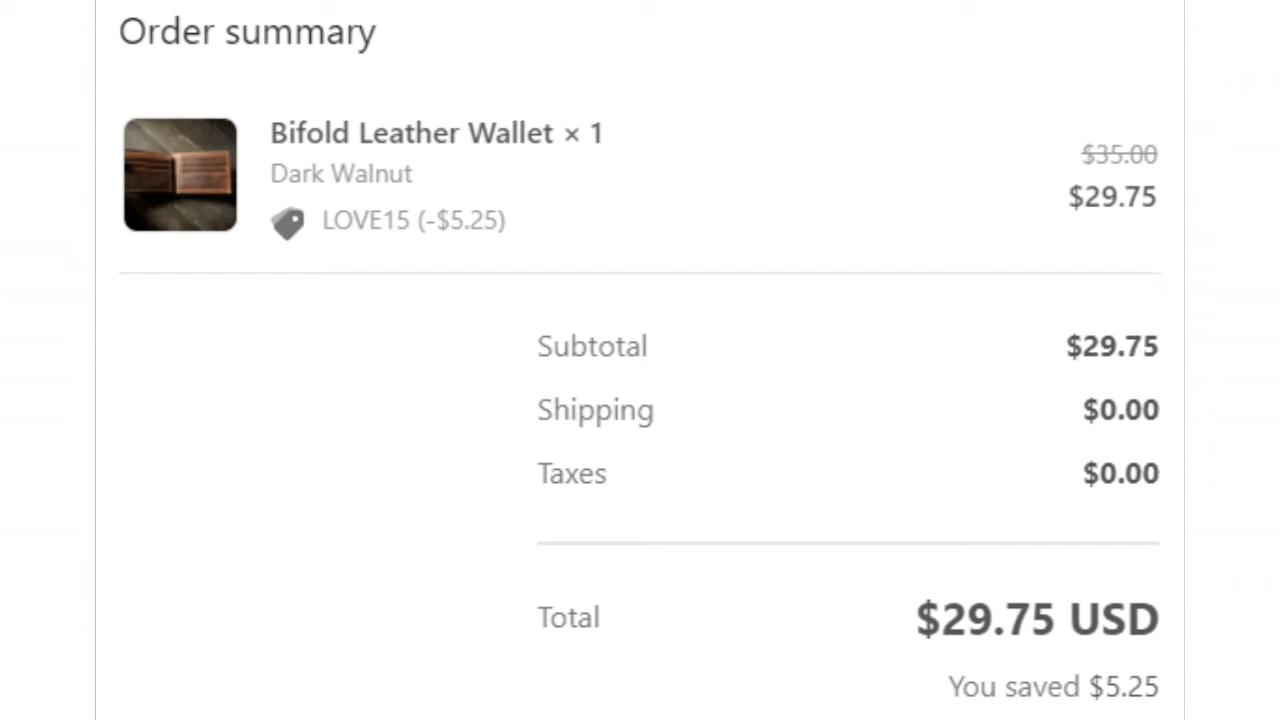 Order summary
Bifold Leather Wallet × 1
Dark Walnut
LOVE15 (-$5.25)
$35.00
$29.75
Subtotal $29.75
Shipping $0.00
Taxes $0.00
Total $29.75 USD
You saved $5.25